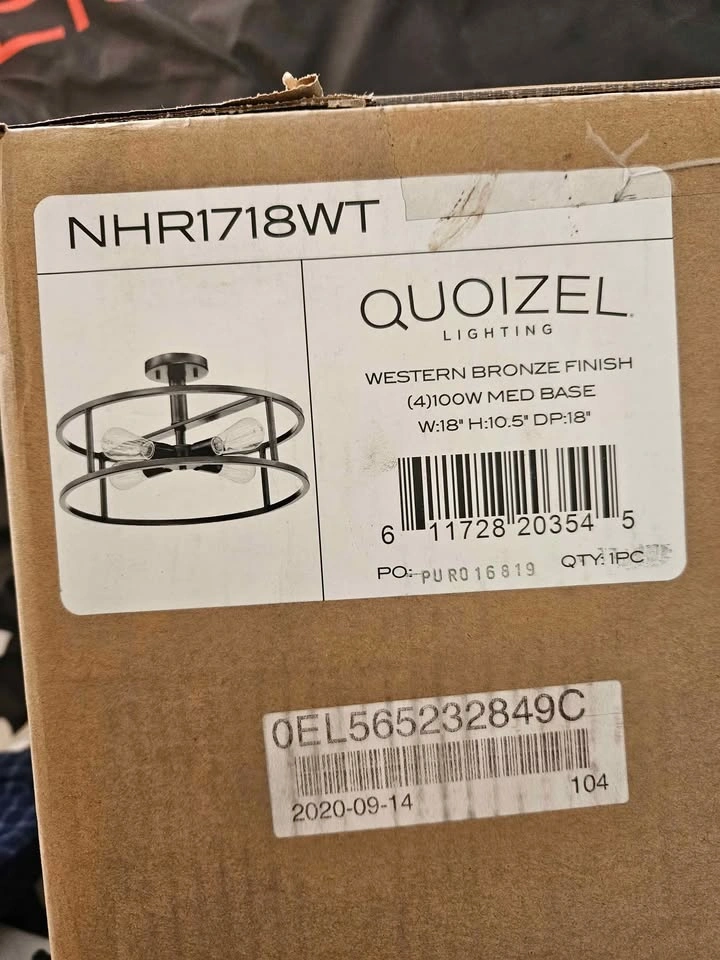 NHR1718WT
QUOIZEL
LIGHTING
WESTERN BRONZE FINISH
(4)100W MED BASE
W:18" H:10.5" DP:18"
6 11728 20354 5
PO: PUR016819 QTY: 1PC
0EL565232849C
2020-09-14 104